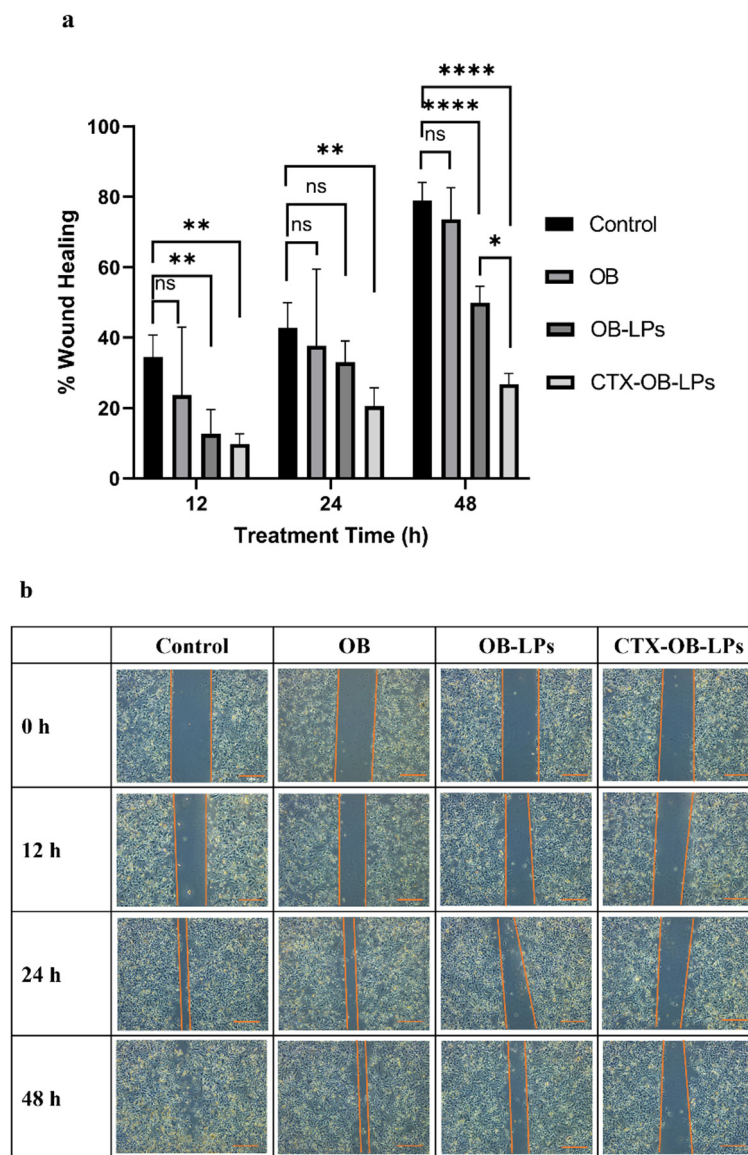 a
****
****
ns
*
**
ns
ns
**
**
ns
100
80
60
40
20
0
% Wound Healing
12 24 48
Treatment Time (h)
Control
OB
OB-LPs
CTX-OB-LPs
b
Control OB OB-LPs CTX-OB-LPs
0 h
12 h
24 h
48 h